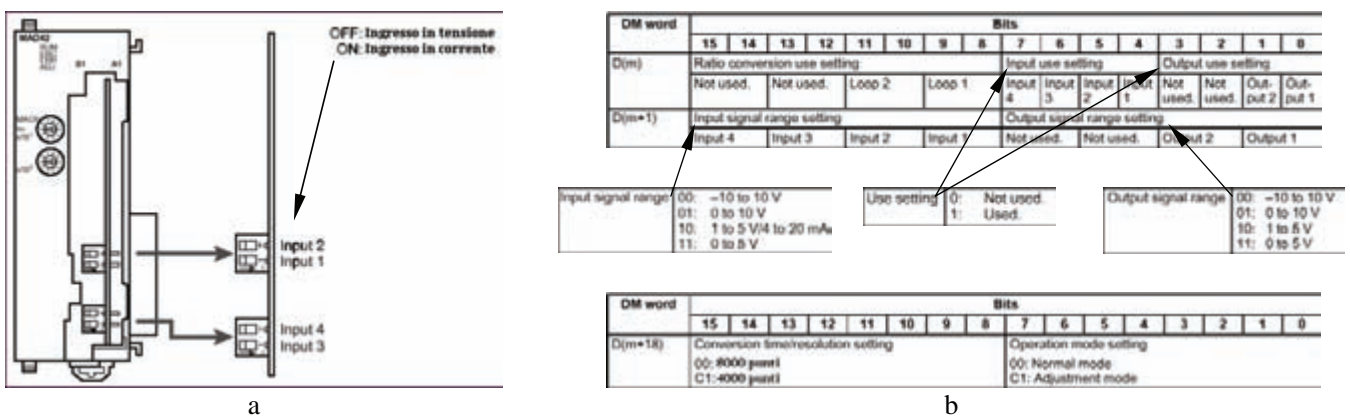 MAD42
B1 A1
OFF: Ingresso in tensione
ON: Ingresso in corrente
Input 2
Input 1
Input 4
Input 3
a
DM word Bits
15 14 13 12 11 10 9 8 7 6 5 4 3 2 1 0
D(m) Ratio conversion use setting Input use setting Output use setting
Not used. Not used. Loop 2 Loop 1 Input 4 Input 3 Input 2 Input 1 Not used. Not used. Out-put 2 Out-put 1
D(m+1) Input signal range setting Output signal range setting
Input 4 Input 3 Input 2 Input 1 Not used. Not used. Output 2 Output 1
Input signal range 00: –10 to 10 V
01: 0 to 10 V
10: 1 to 5 V/4 to 20 mA
11: 0 to 5 V
Use setting 0: Not used.
1: Used.
Output signal range 00: –10 to 10 V
01: 0 to 10 V
10: 1 to 5 V
11: 0 to 5 V
DM word Bits
15 14 13 12 11 10 9 8 7 6 5 4 3 2 1 0
D(m+18) Conversion time/resolution setting Operation mode setting
00: 8000 punti 00: Normal mode
C1: 4000 punti C1: Adjustment mode
b